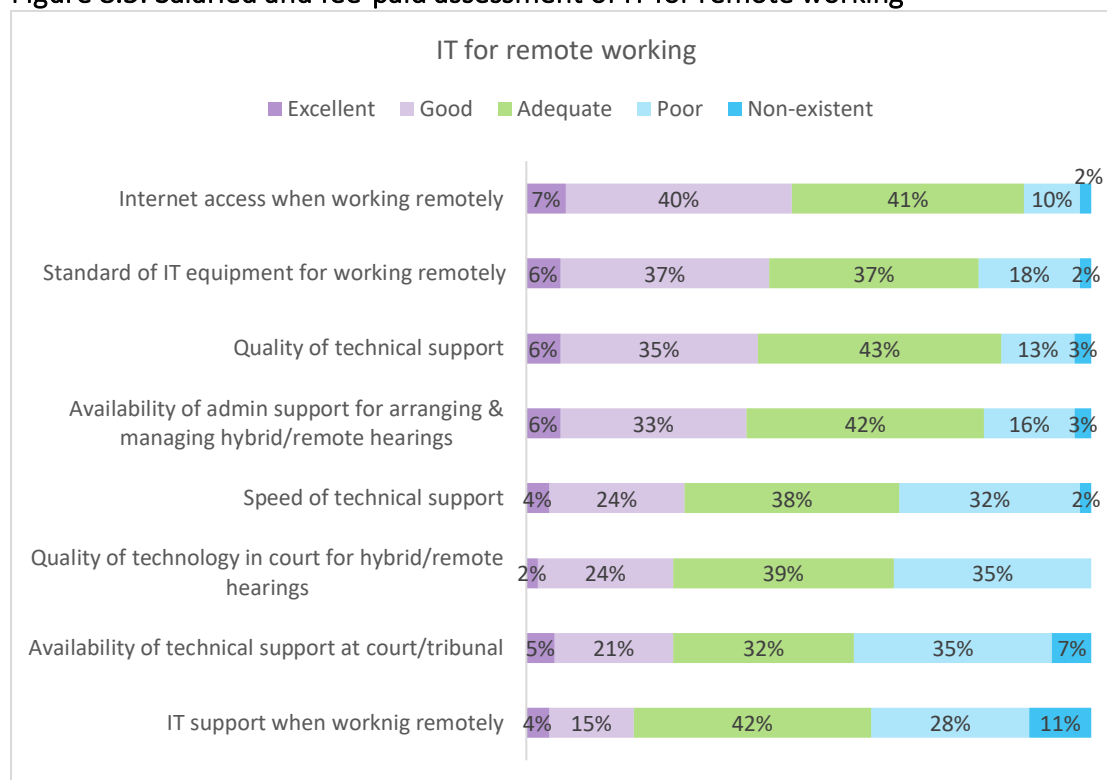 IT for remote working
Excellent Good Adequate Poor Non-existent
Internet access when working remotely
7% 40% 41% 10% 2%
Standard of IT equipment for working remotely
6% 37% 37% 18% 2%
Quality of technical support
6% 35% 43% 13% 3%
Availability of admin support for arranging &
managing hybrid/remote hearings
6% 33% 42% 16% 3%
Speed of technical support
4% 24% 38% 32% 2%
Quality of technology in court for hybrid/remote
hearings
2% 24% 39% 35%
Availability of technical support at court/tribunal
5% 21% 32% 35% 7%
IT support when worknig remotely
4% 15% 42% 28% 11%